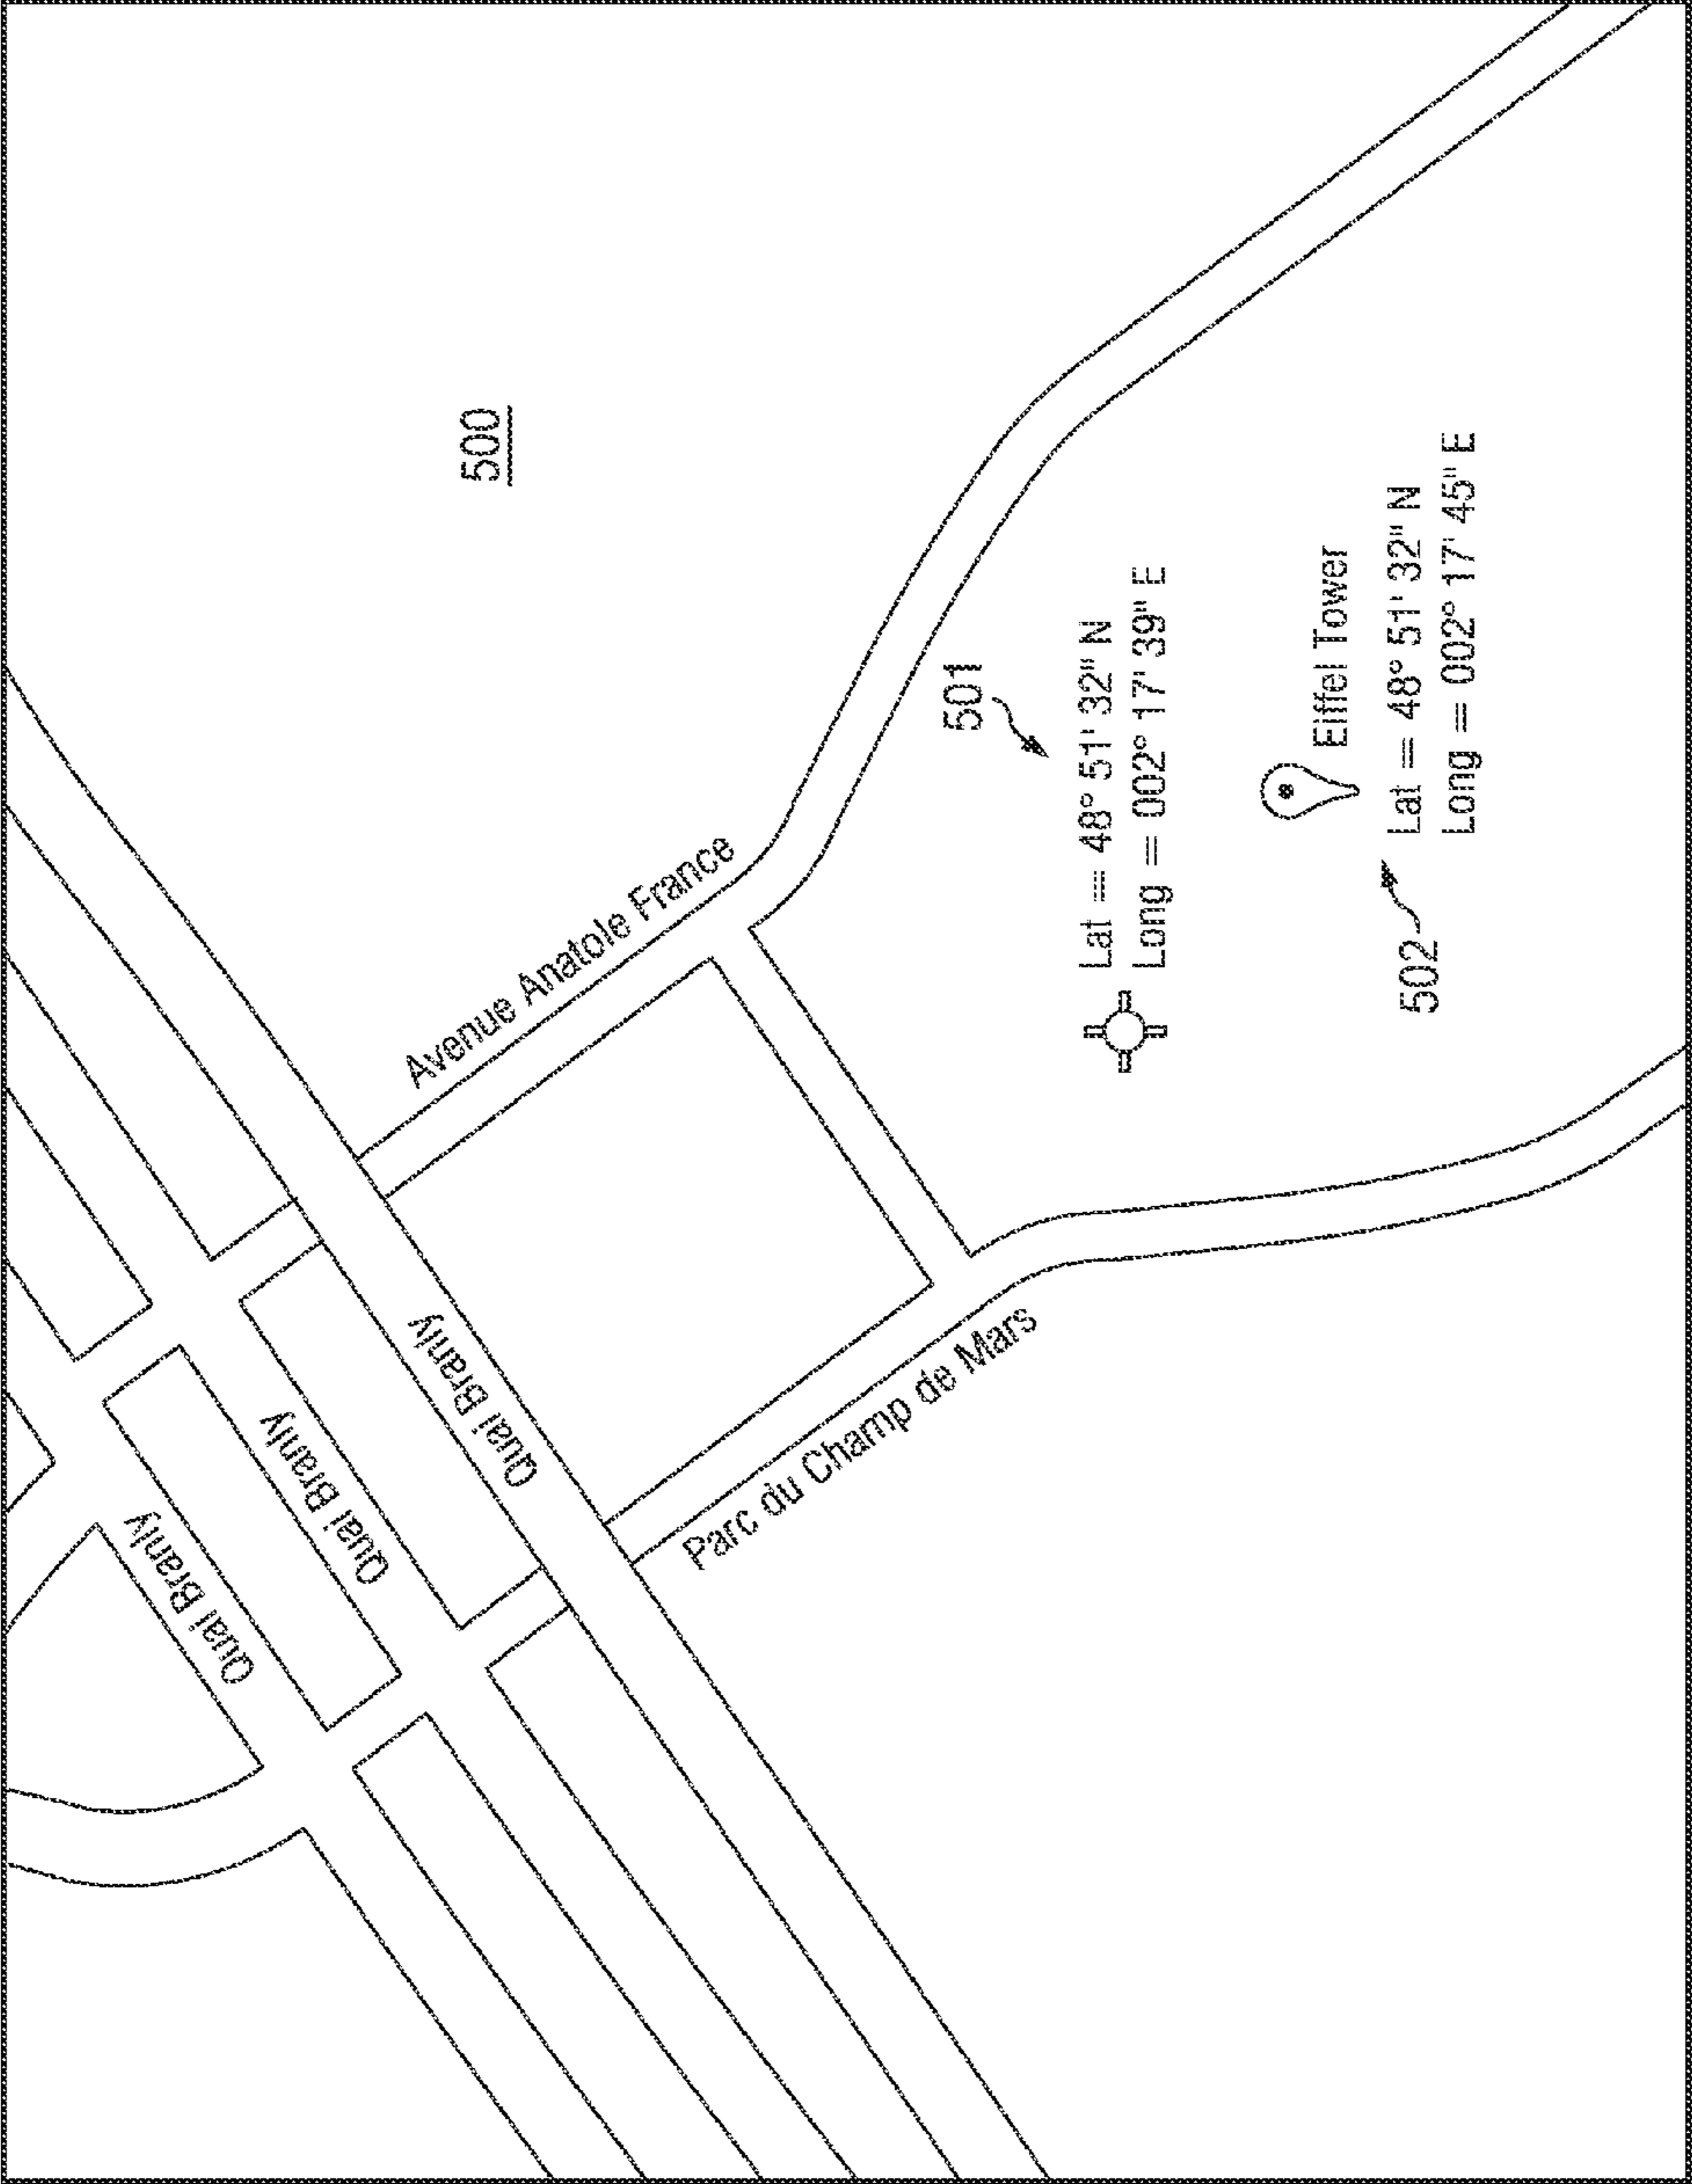 500
Quai Branly
Quai Branly
Quai Branly
Avenue Anatole France
Parc du Champ de Mars
501
Lat = 48° 51' 32" N
Long = 002° 17' 39" E
Eiffel Tower
502
Lat = 48° 51' 32" N
Long = 002° 17' 45" E